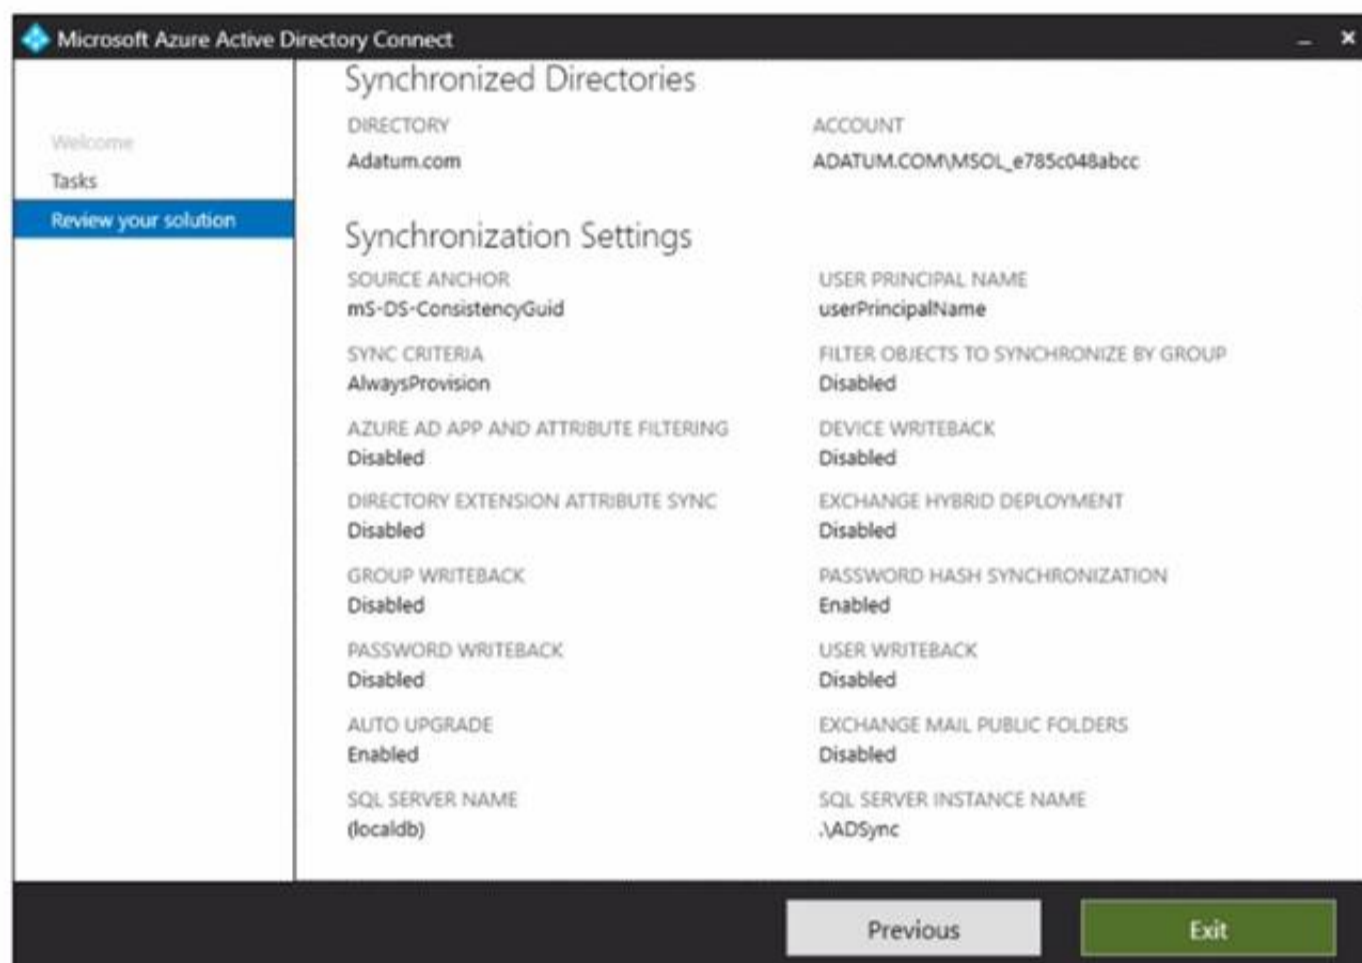 Microsoft Azure Active Directory Connect
Welcome
Tasks
Review your solution
Synchronized Directories
DIRECTORY ACCOUNT
Adatum.com ADATUM.COM\MSOL_e785c048abcc
Synchronization Settings
SOURCE ANCHOR USER PRINCIPAL NAME
mS-DS-ConsistencyGuid userPrincipalName
SYNC CRITERIA FILTER OBJECTS TO SYNCHRONIZE BY GROUP
AlwaysProvision Disabled
AZURE AD APP AND ATTRIBUTE FILTERING DEVICE WRITEBACK
Disabled Disabled
DIRECTORY EXTENSION ATTRIBUTE SYNC EXCHANGE HYBRID DEPLOYMENT
Disabled Disabled
GROUP WRITEBACK PASSWORD HASH SYNCHRONIZATION
Disabled Enabled
PASSWORD WRITEBACK USER WRITEBACK
Disabled Disabled
AUTO UPGRADE EXCHANGE MAIL PUBLIC FOLDERS
Enabled Disabled
SQL SERVER NAME SQL SERVER INSTANCE NAME
(localdb) .\ADSync
Previous Exit